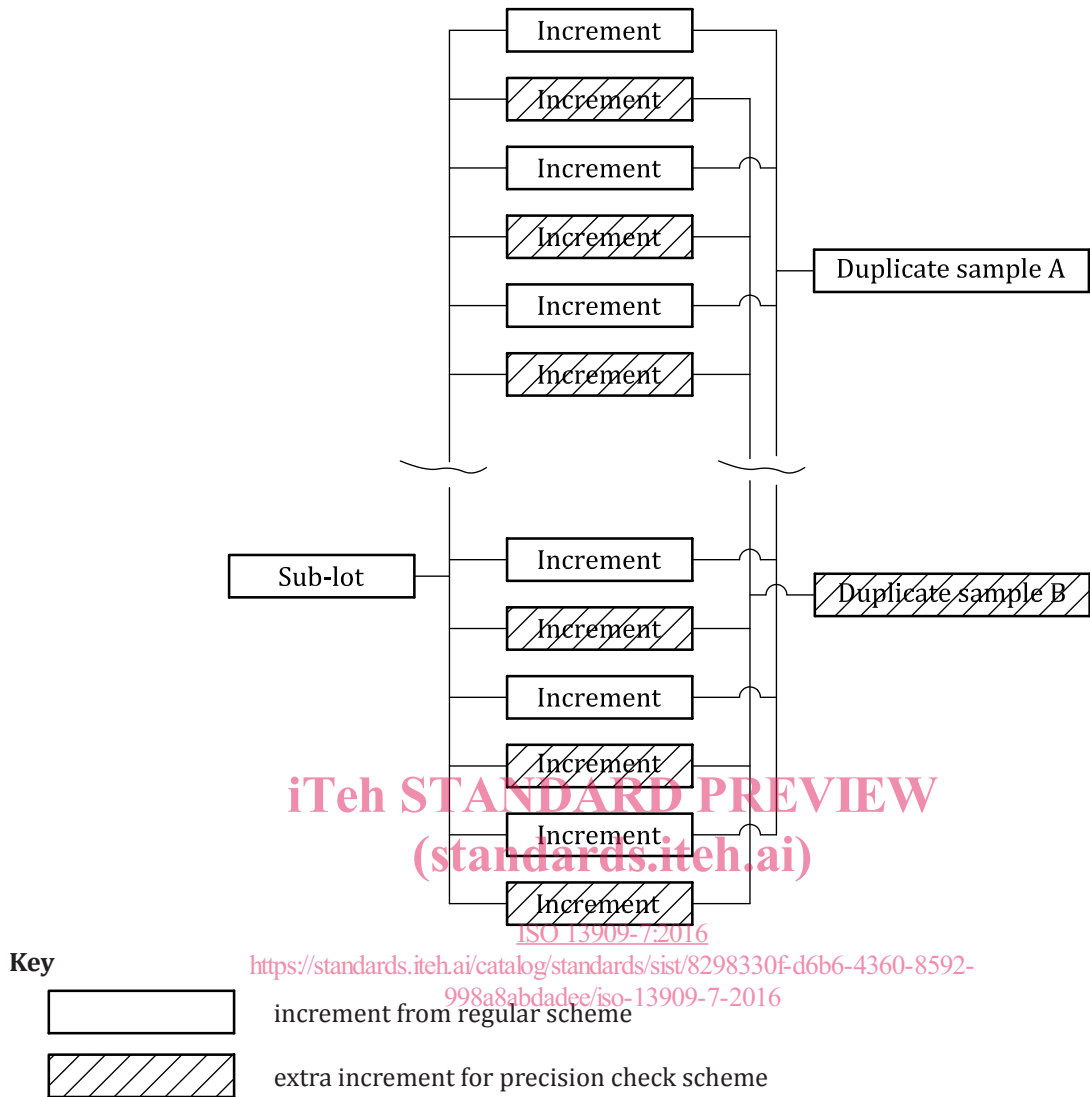 Increment
Increment
Increment
Increment
Duplicate sample A
Increment
Increment
Increment
Sub-lot
Duplicate sample B
Increment
Increment
Increment
iTeh STANDARD PREVIEW
Increment
(standards.iteh.ai)
Increment
ISO 13909-7:2016
Key
https://standards.iteh.ai/catalog/standards/sist/8298330f-d6b6-4360-8592-
998a8abdadee/iso-13909-7-2016
increment from regular scheme
extra increment for precision check scheme